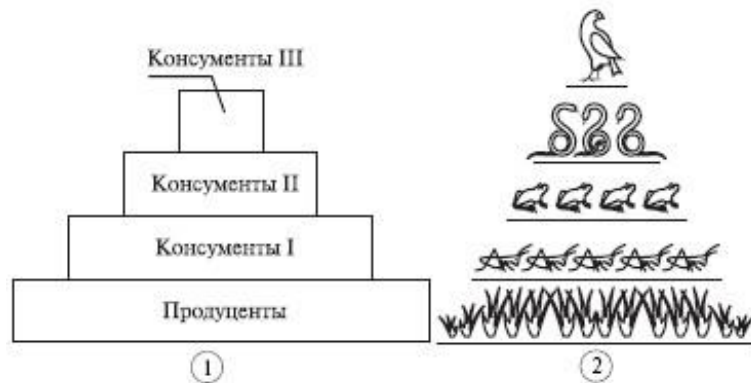 Консументы III
Консументы II
Консументы I
Продуценты
1
2